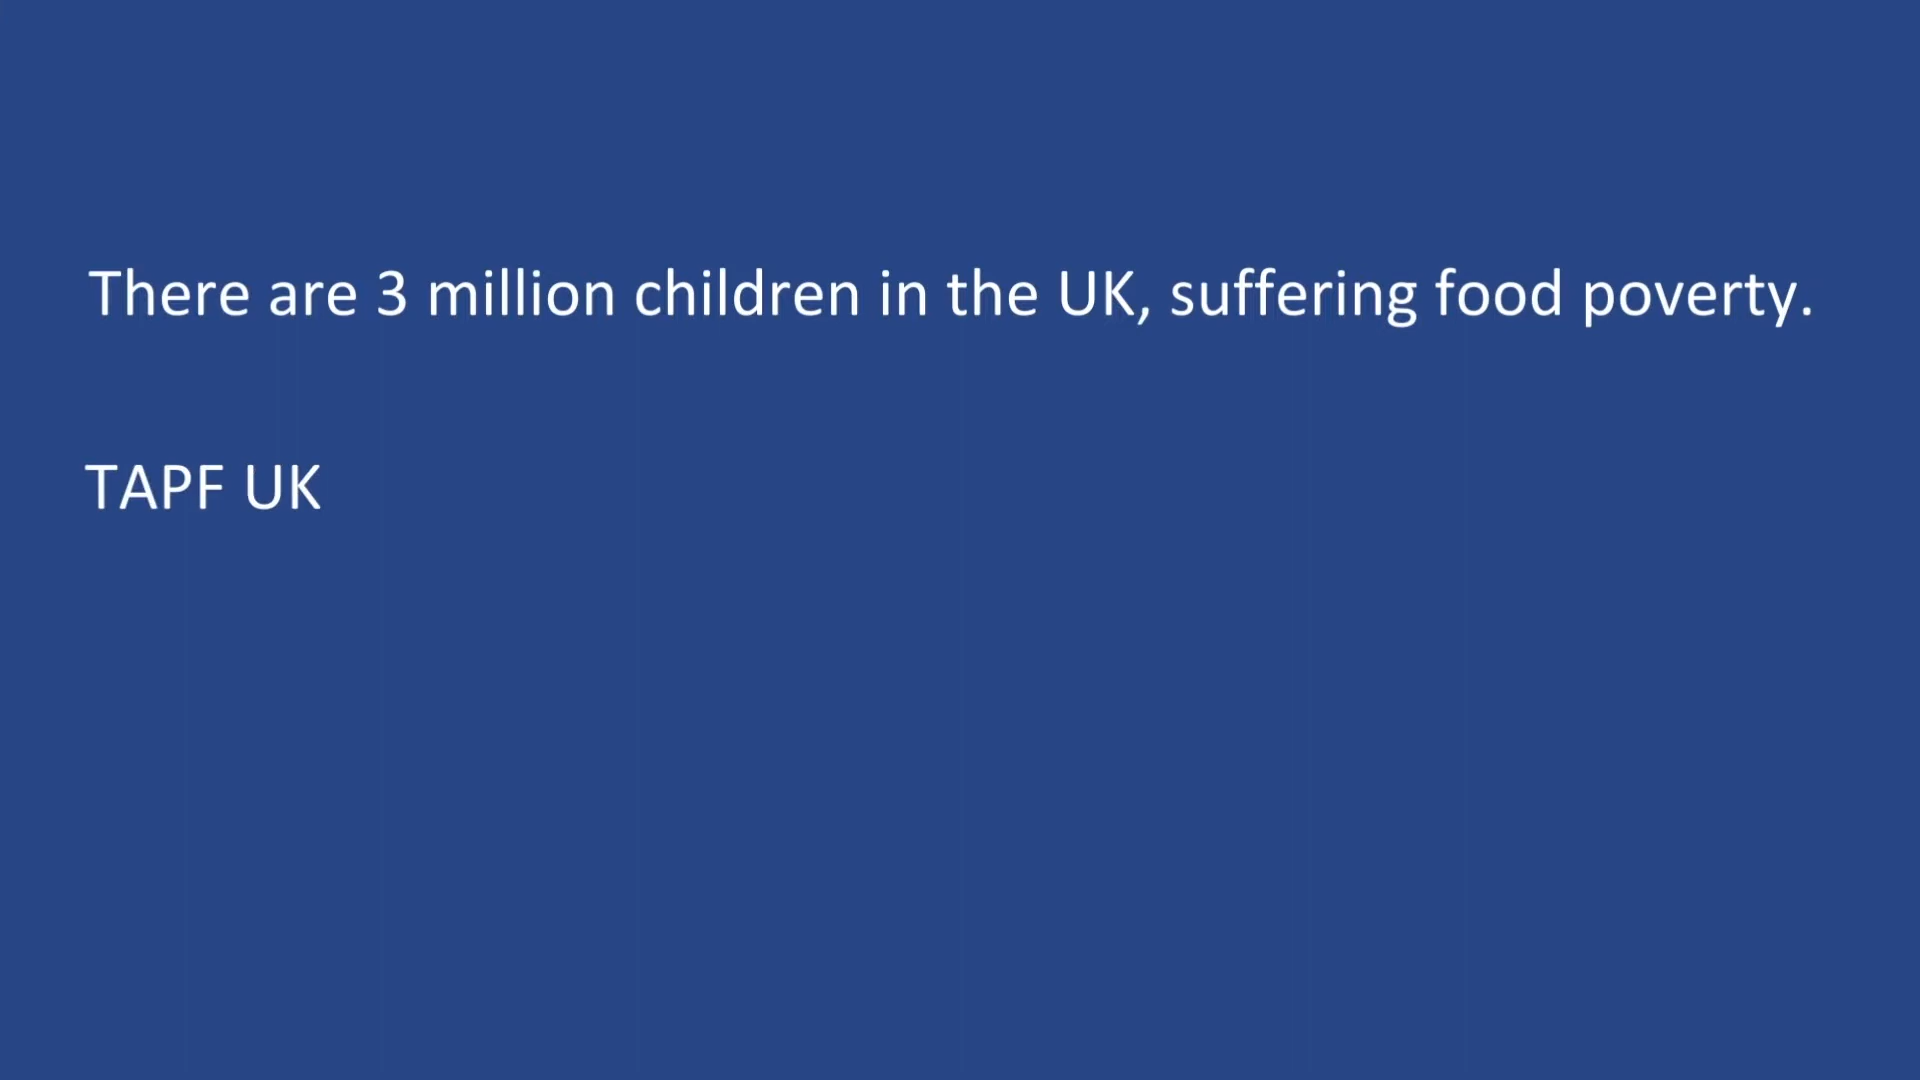 There are 3 million children in the UK, suffering food poverty.
TAPF UK